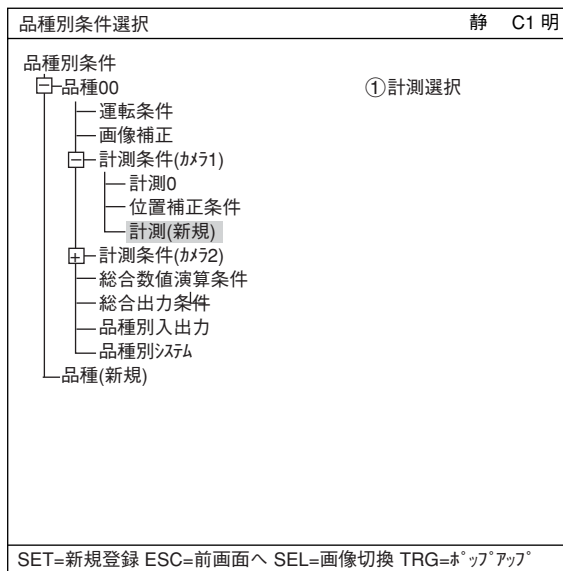 品種別条件選択 静 C1 明
品種別条件
品種00 ①計測選択
運転条件
画像補正
計測条件(ｶﾒﾗ1)
計測0
位置補正条件
計測(新規)
計測条件(ｶﾒﾗ2)
総合数値演算条件
総合出力条件
品種別入出力
品種別ｼｽﾃﾑ
品種(新規)
SET=新規登録 ESC=前画面へ SEL=画像切換 TRG=ﾎﾟｯﾌﾟｱｯﾌﾟ